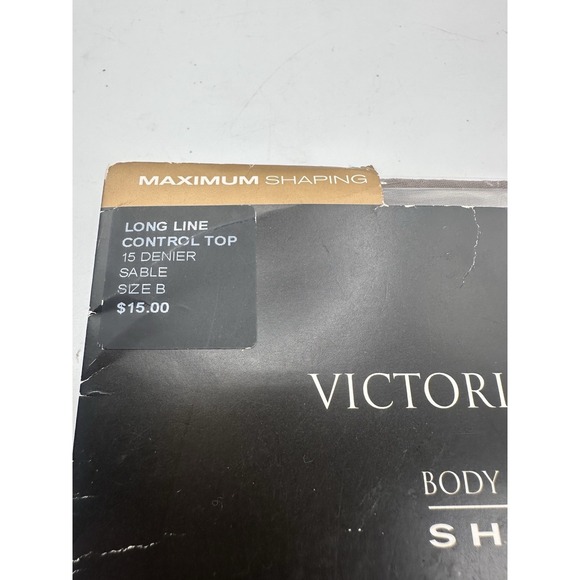 MAXIMUM SHAPING
LONG LINE
CONTROL TOP
15 DENIER
SABLE
SIZE B
$15.00
VICTORI
BODY
SH